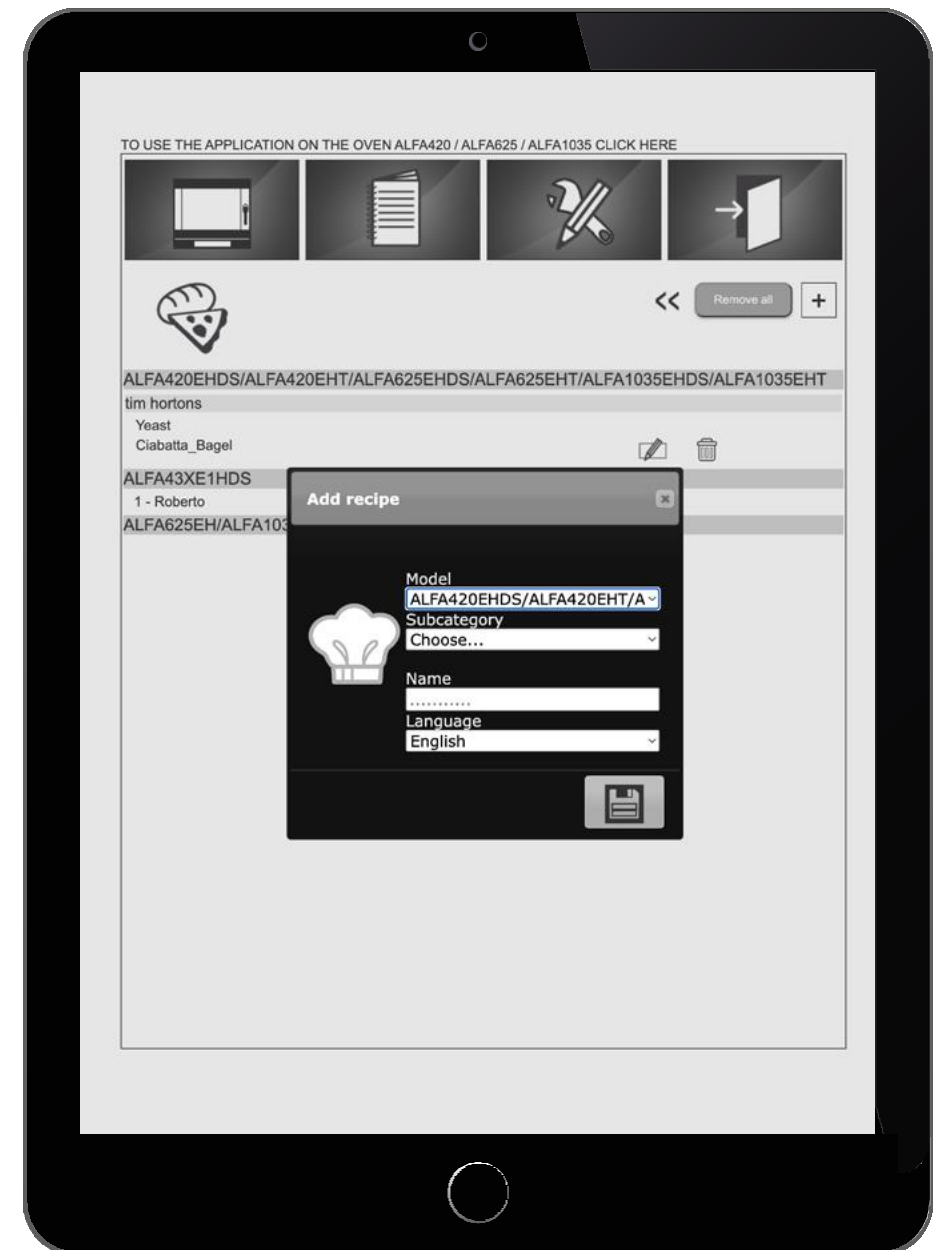 TO USE THE APPLICATION ON THE OVEN ALFA420 / ALFA625 / ALFA1035 CLICK HERE
Remove all
+
ALFA420EHDS/ALFA420EHT/ALFA625EHDS/ALFA625EHT/ALFA1035EHDS/ALFA1035EHT
tim hortons
Yeast
Ciabatta_Bagel
ALFA43XE1HDS
1 - Roberto
ALFA625EH/ALFA103
Add recipe
Model
ALFA420EHDS/ALFA420EHT/A
Subcategory
Choose...
Name
...........
Language
English